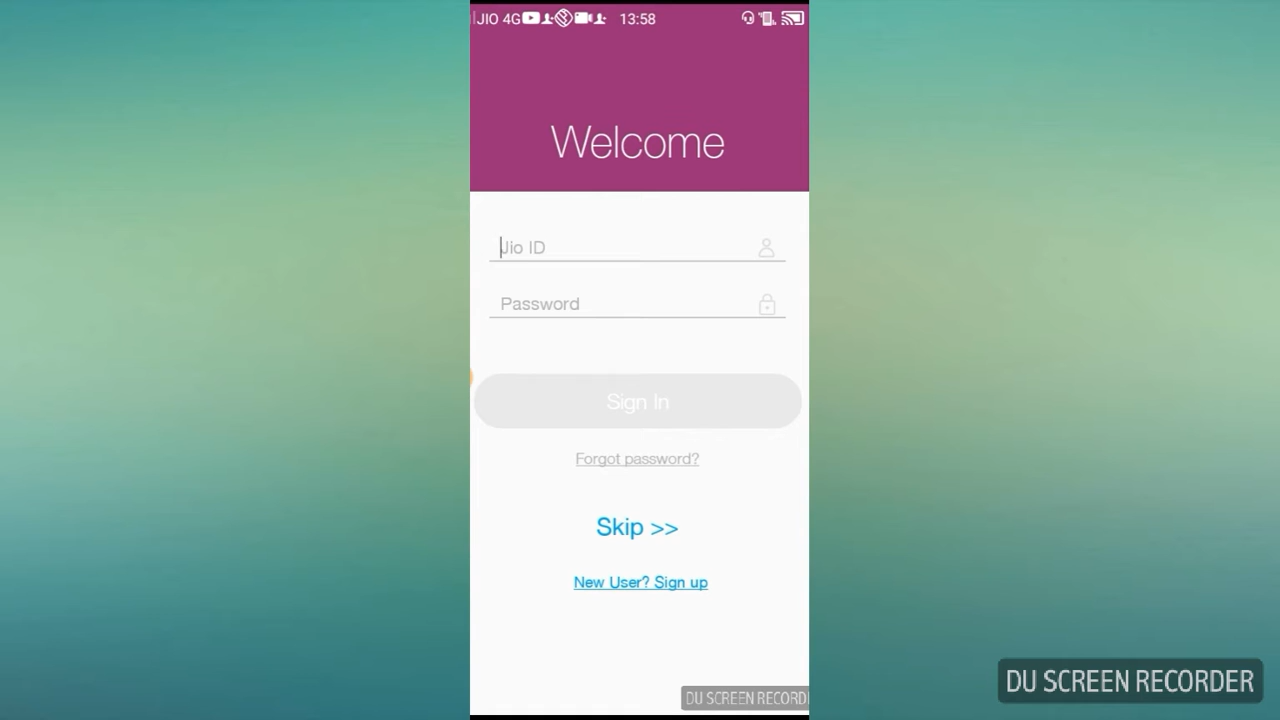 JIO 4G 13:58
Welcome
Jio ID
Password
Sign In
Forgot password?
Skip >>
New User? Sign up
DU SCREEN RECORD
DU SCREEN RECORDER